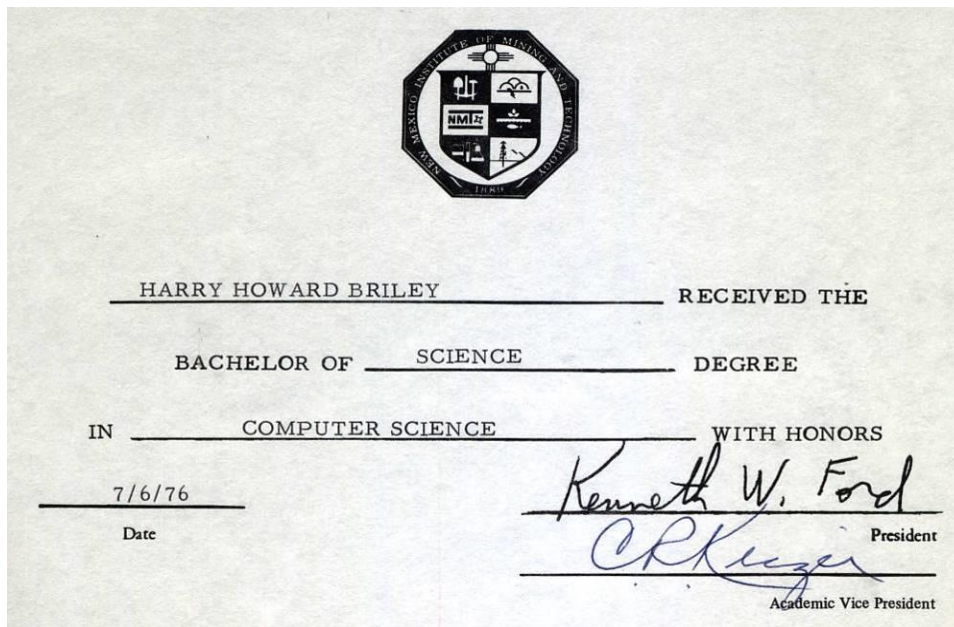 NEW MEXICO INSTITUTE OF MINING AND TECHNOLOGY
NMT
1889
HARRY HOWARD BRILEY RECEIVED THE
BACHELOR OF SCIENCE DEGREE
IN COMPUTER SCIENCE WITH HONORS
7/6/76 Kenneth W. Ford
Date President
Academic Vice President